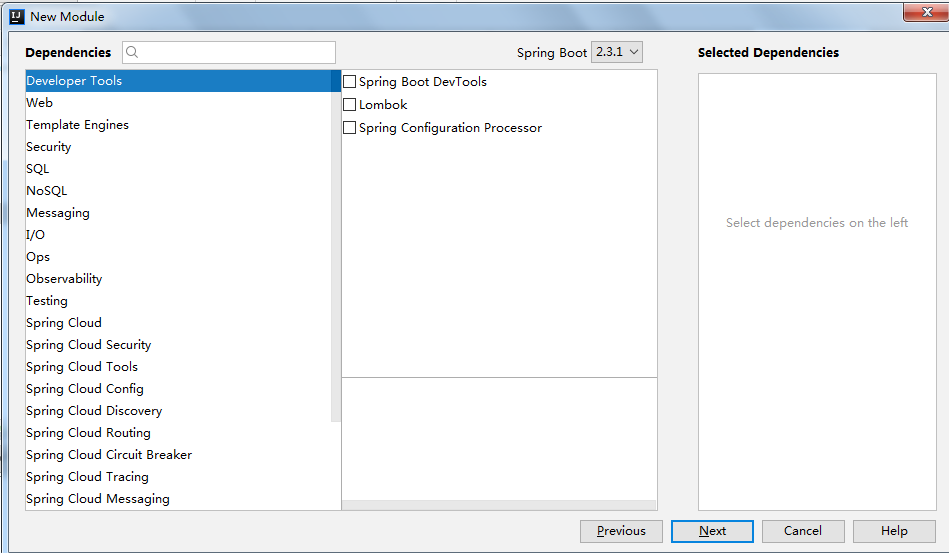 IJ New Module
Dependencies
Spring Boot 2.3.1
Selected Dependencies
Developer Tools
Web
Template Engines
Security
SQL
NoSQL
Messaging
I/O
Ops
Observability
Testing
Spring Cloud
Spring Cloud Security
Spring Cloud Tools
Spring Cloud Config
Spring Cloud Discovery
Spring Cloud Routing
Spring Cloud Circuit Breaker
Spring Cloud Tracing
Spring Cloud Messaging
Spring Boot DevTools
Lombok
Spring Configuration Processor
Select dependencies on the left
Previous
Next
Cancel
Help